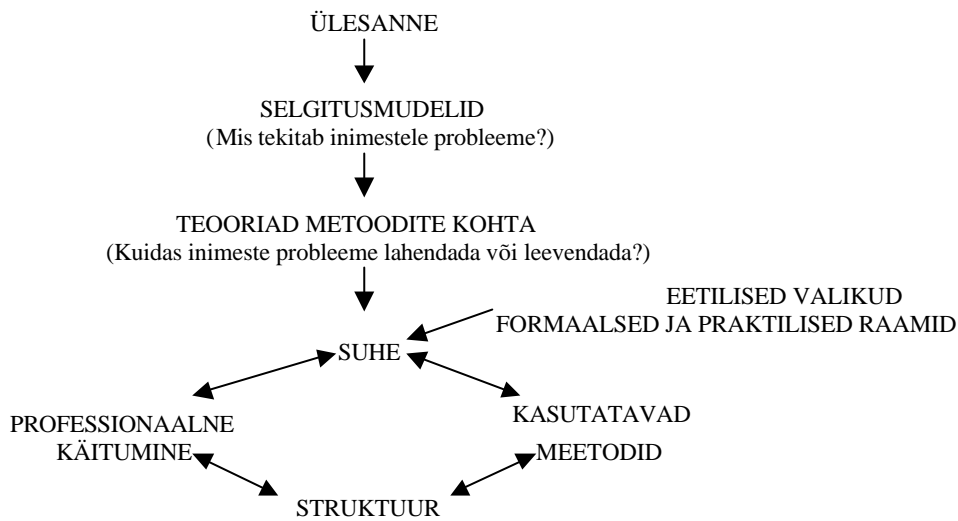 ÜLESANNE
SELGITUSMUDELID
(Mis tekitab inimestele probleeme?)
TEOORIAD METOODITE KOHTA
(Kuidas inimeste probleeme lahendada või leevendada?)
EETILISED VALIKUD
FORMAALSED JA PRAKTILISED RAAMID
SUHE
PROFESSIONAALNE
KÄITUMINE
KASUTATAVAD
MEETODID
STRUKTUUR